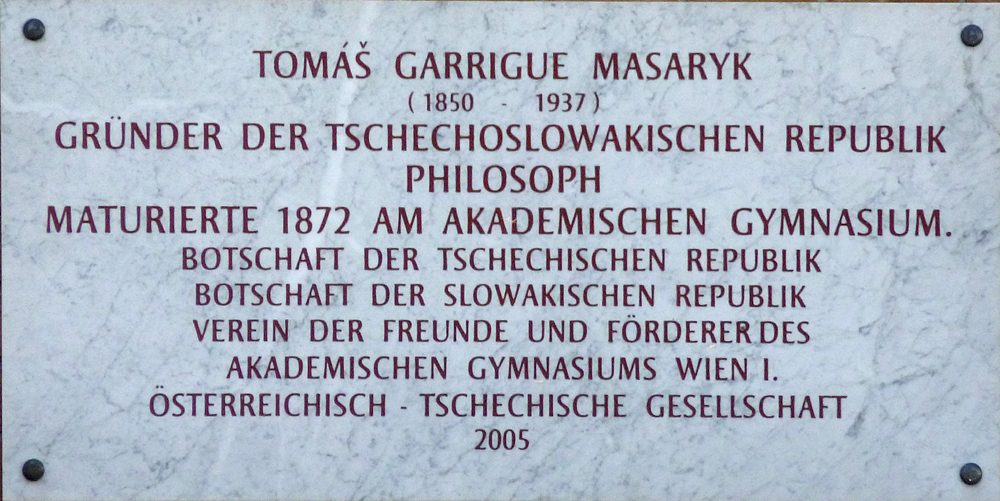 TOMÁŠ GARRIGUE MASARYK
( 1850 - 1937 )
GRÜNDER DER TSCHECHOSLOWAKISCHEN REPUBLIK
PHILOSOPH
MATURIERTE 1872 AM AKADEMISCHEN GYMNASIUM.
BOTSCHAFT DER TSCHECHISCHEN REPUBLIK
BOTSCHAFT DER SLOWAKISCHEN REPUBLIK
VEREIN DER FREUNDE UND FÖRDERER DES
AKADEMISCHEN GYMNASIUMS WIEN I.
ÖSTERREICHISCH - TSCHECHISCHE GESELLSCHAFT
2005